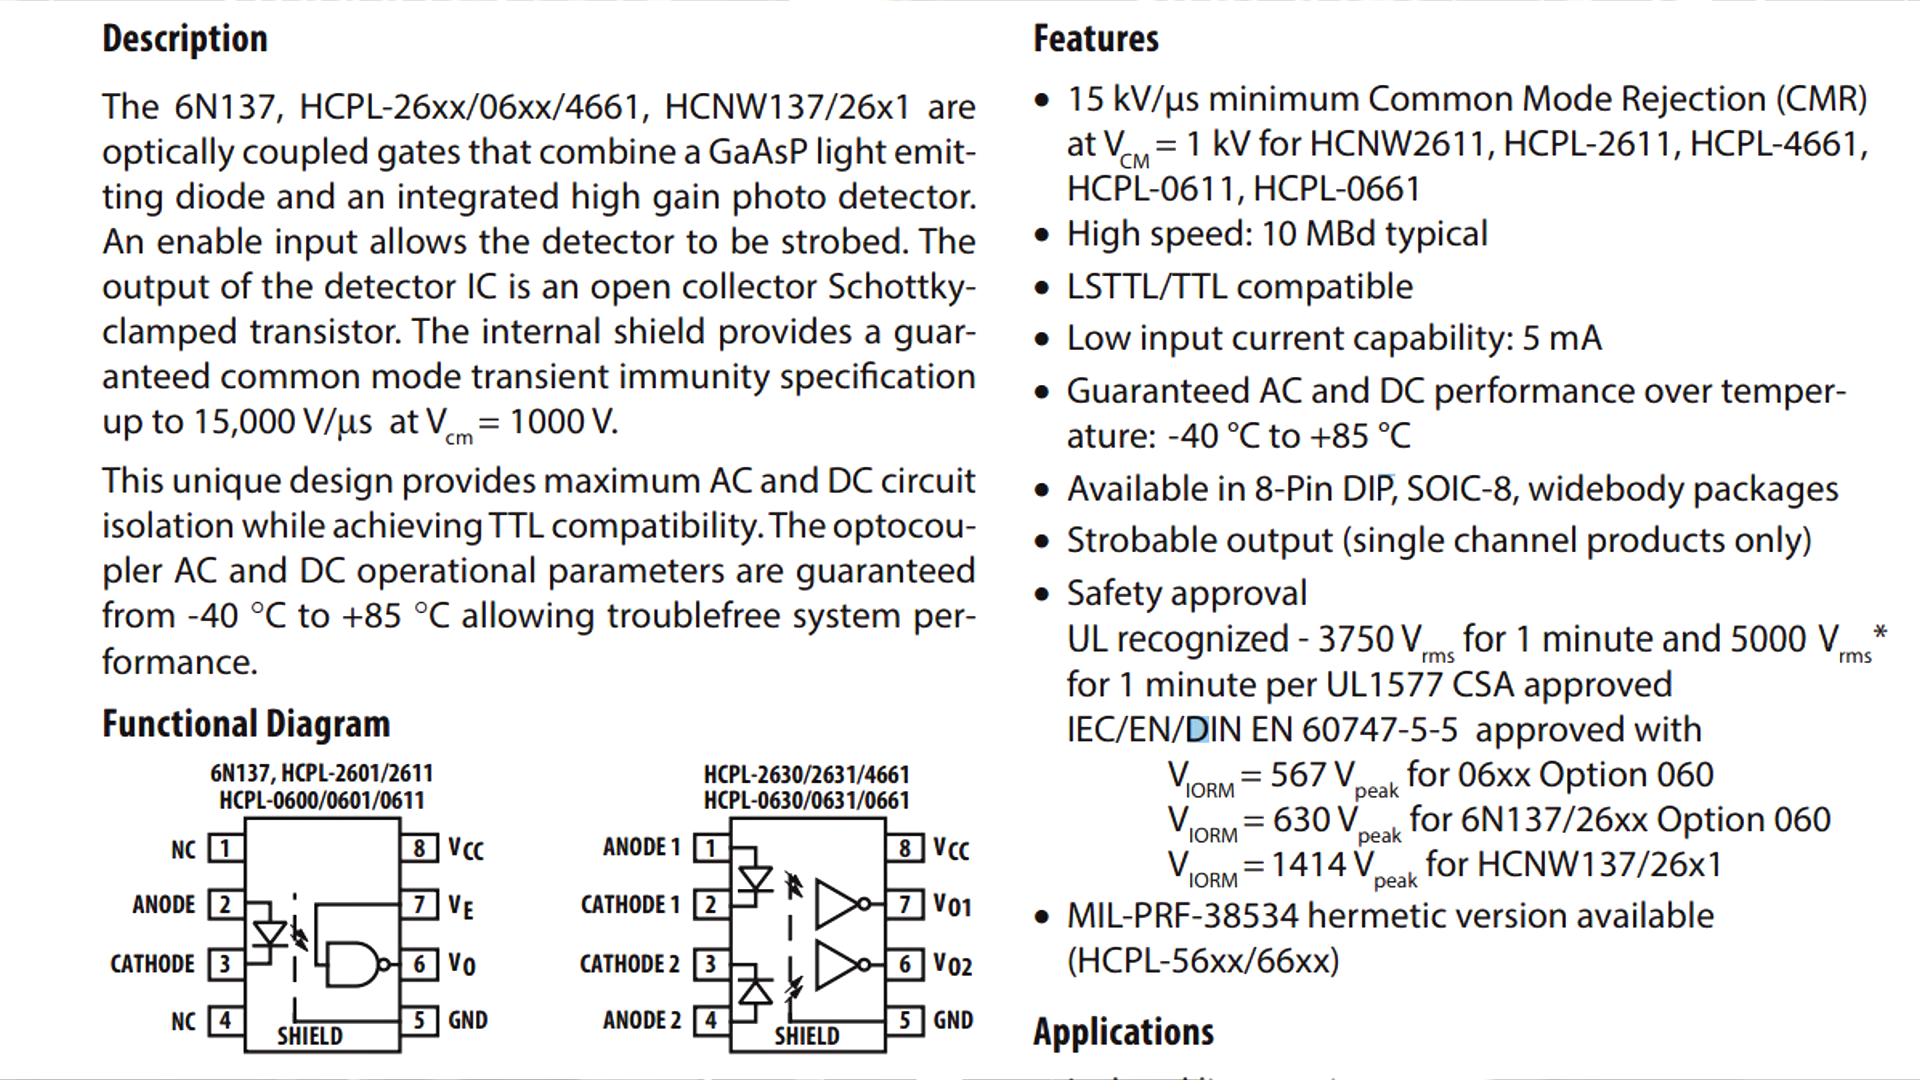 Description
The 6N137, HCPL-26xx/06xx/4661, HCNW137/26x1 are
optically coupled gates that combine a GaAsP light emit-
ting diode and an integrated high gain photo detector.
An enable input allows the detector to be strobed. The
output of the detector IC is an open collector Schottky-
clamped transistor. The internal shield provides a guar-
anteed common mode transient immunity specification
up to 15,000 V/µs at Vcm = 1000 V.
This unique design provides maximum AC and DC circuit
isolation while achieving TTL compatibility. The optocou-
pler AC and DC operational parameters are guaranteed
from -40 °C to +85 °C allowing troublefree system per-
formance.
Functional Diagram
6N137, HCPL-2601/2611
HCPL-0600/0601/0611
NC 1 8 VCC
ANODE 2 7 VE
CATHODE 3 6 VO
NC 4 5 GND
SHIELD
HCPL-2630/2631/4661
HCPL-0630/0631/0661
ANODE 1 1 8 VCC
CATHODE 1 2 7 VO1
CATHODE 2 3 6 VO2
ANODE 2 4 5 GND
SHIELD
Features
• 15 kV/µs minimum Common Mode Rejection (CMR)
at VCM = 1 kV for HCNW2611, HCPL-2611, HCPL-4661,
HCPL-0611, HCPL-0661
• High speed: 10 MBd typical
• LSTTL/TTL compatible
• Low input current capability: 5 mA
• Guaranteed AC and DC performance over temper-
ature: -40 °C to +85 °C
• Available in 8-Pin DIP, SOIC-8, widebody packages
• Strobable output (single channel products only)
• Safety approval
UL recognized - 3750 Vrms for 1 minute and 5000 Vrms*
for 1 minute per UL1577 CSA approved
IEC/EN/DIN EN 60747-5-5 approved with
VIORM = 567 Vpeak for 06xx Option 060
VIORM = 630 Vpeak for 6N137/26xx Option 060
VIORM = 1414 Vpeak for HCNW137/26x1
• MIL-PRF-38534 hermetic version available
(HCPL-56xx/66xx)
Applications